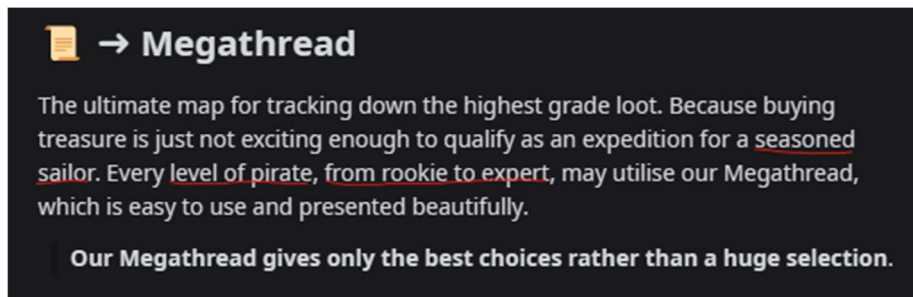 📜 → Megathread
The ultimate map for tracking down the highest grade loot. Because buying
treasure is just not exciting enough to qualify as an expedition for a seasoned
sailor. Every level of pirate, from rookie to expert, may utilise our Megathread,
which is easy to use and presented beautifully.
Our Megathread gives only the best choices rather than a huge selection.